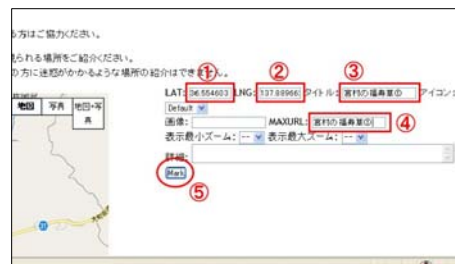 る方はご協力ください。
見られる場所をご紹介ください。
の方に迷惑がかかるような場所の紹介はできません。
① ② ③
LAT: 36.554603 LNG: 137.88966 タイトル: 宮村の福寿草① アイコン:
Default
地図 写真 地図+写真
画像: MAXURL: 宮村の福寿草① ④
表示最小ズーム: -- 表示最大ズーム: --
詳細:
Mark
⑤